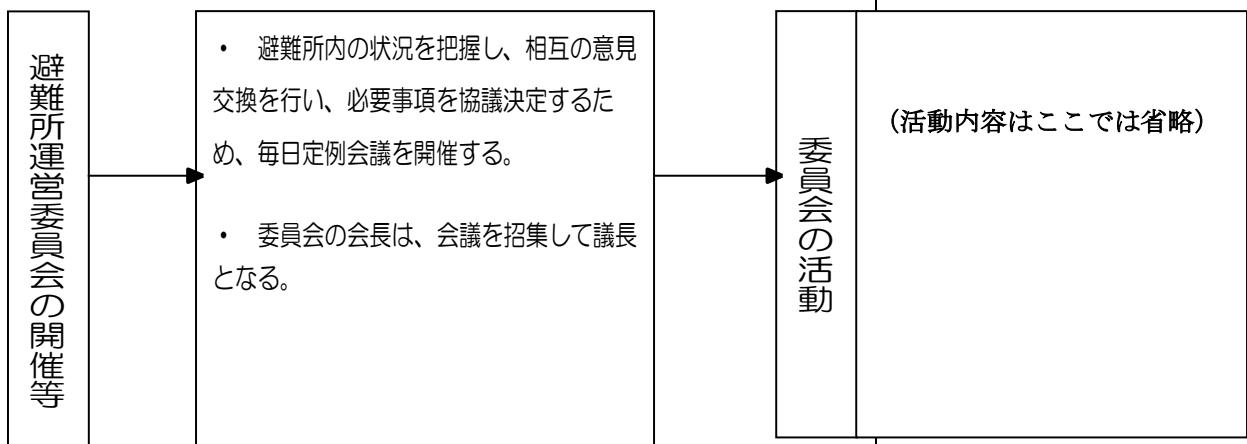 避難所運営委員会の開催等
・　避難所内の状況を把握し、相互の意見
交換を行い、必要事項を協議決定するた
め、毎日定例会議を開催する。
・　委員会の会長は、会議を招集して議長
となる。
委員会の活動
（活動内容はここでは省略）